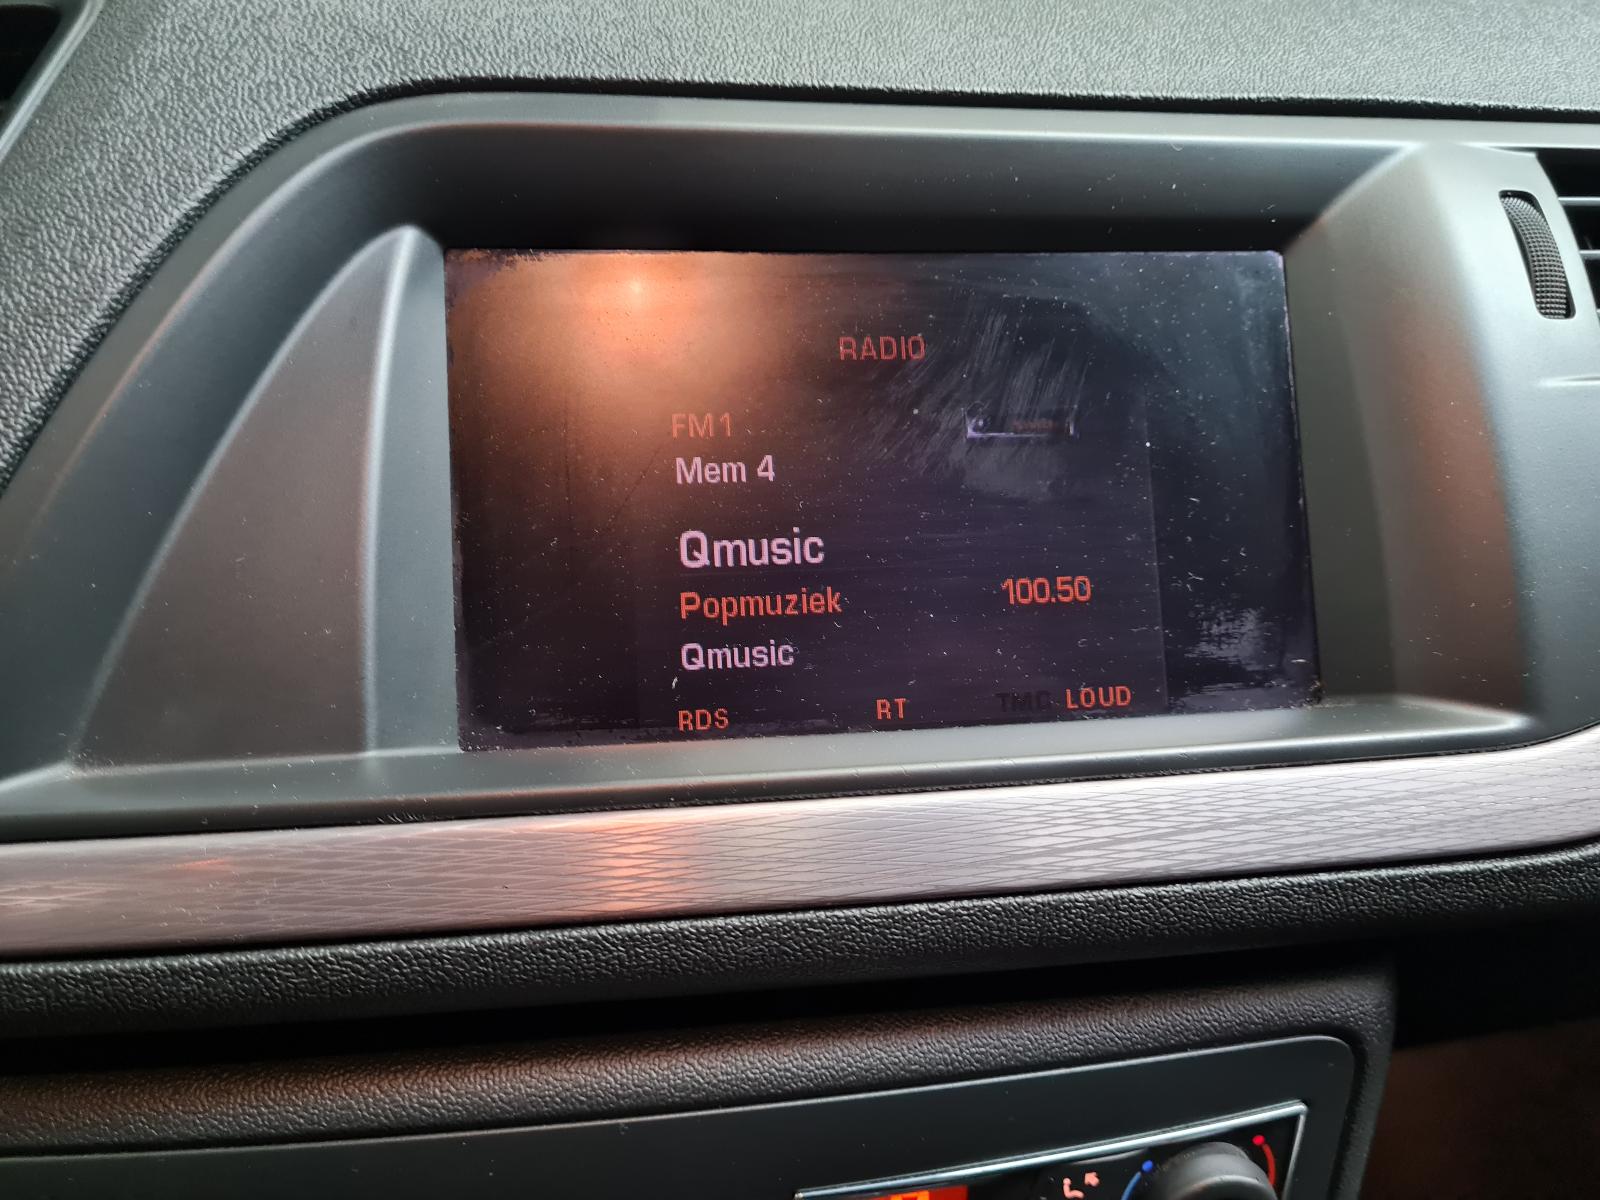 RADIO
FM1
Mem 4
Qmusic
Popmuziek 100.50
Qmusic
RDS RT TMC LOUD